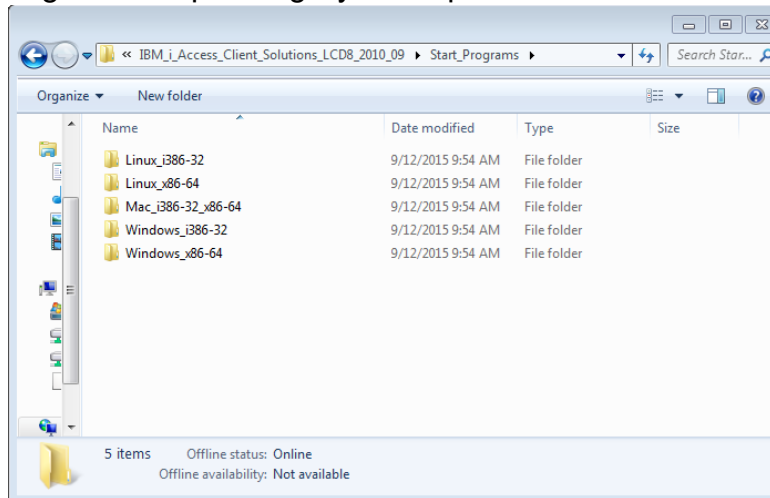 « IBM_i_Access_Client_Solutions_LCD8_2010_09 ▸ Start_Programs ▸ Search Star...
Organize ▾ New folder
Name Date modified Type Size
Linux_i386-32 9/12/2015 9:54 AM File folder
Linux_x86-64 9/12/2015 9:54 AM File folder
Mac_i386-32_x86-64 9/12/2015 9:54 AM File folder
Windows_i386-32 9/12/2015 9:54 AM File folder
Windows_x86-64 9/12/2015 9:54 AM File folder
5 items Offline status: Online
Offline availability: Not available